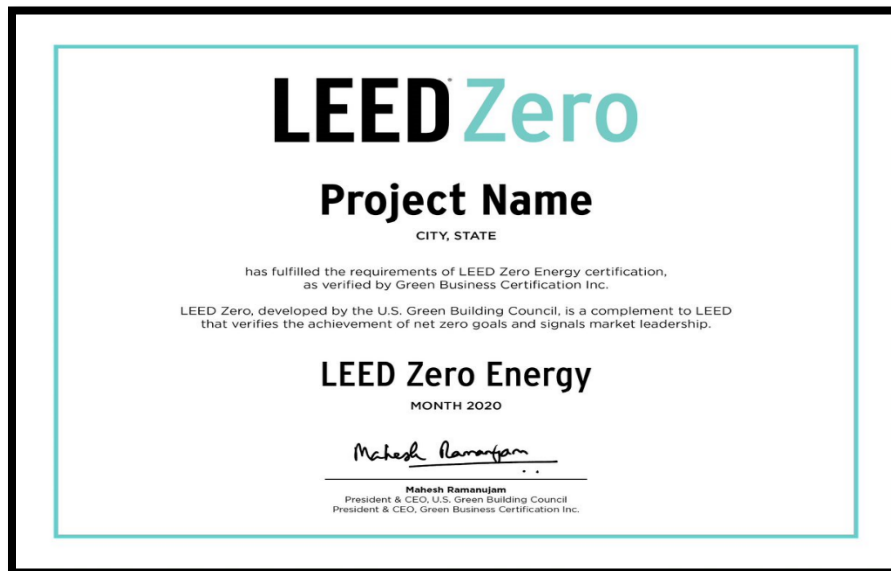 LEED® Zero
Project Name
CITY, STATE
has fulfilled the requirements of LEED Zero Energy certification,
as verified by Green Business Certification Inc.
LEED Zero, developed by the U.S. Green Building Council, is a complement to LEED
that verifies the achievement of net zero goals and signals market leadership.
LEED Zero Energy
MONTH 2020
Mahesh Ramanujam
Mahesh Ramanujam
President & CEO, U.S. Green Building Council
President & CEO, Green Business Certification Inc.